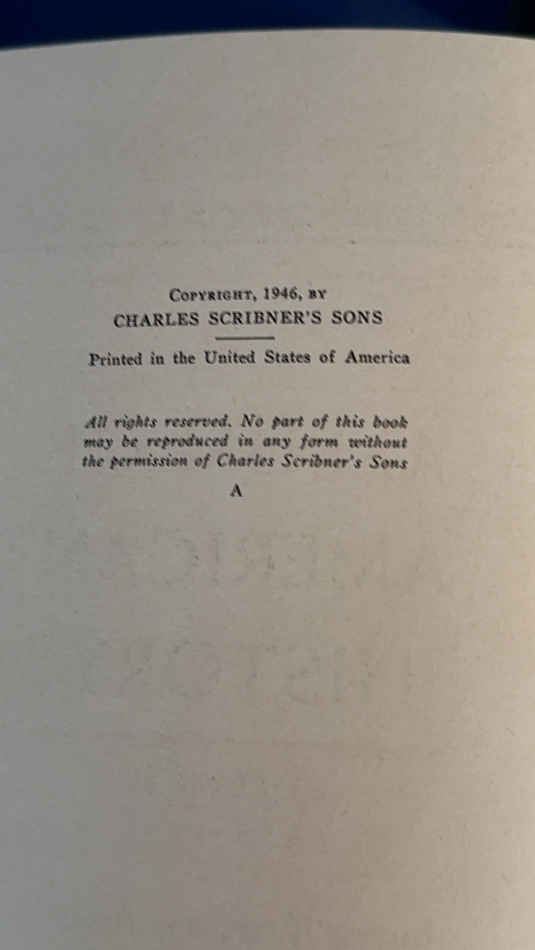 COPYRIGHT, 1946, BY
CHARLES SCRIBNER'S SONS
Printed in the United States of America
All rights reserved. No part of this book
may be reproduced in any form without
the permission of Charles Scribner's Sons
A